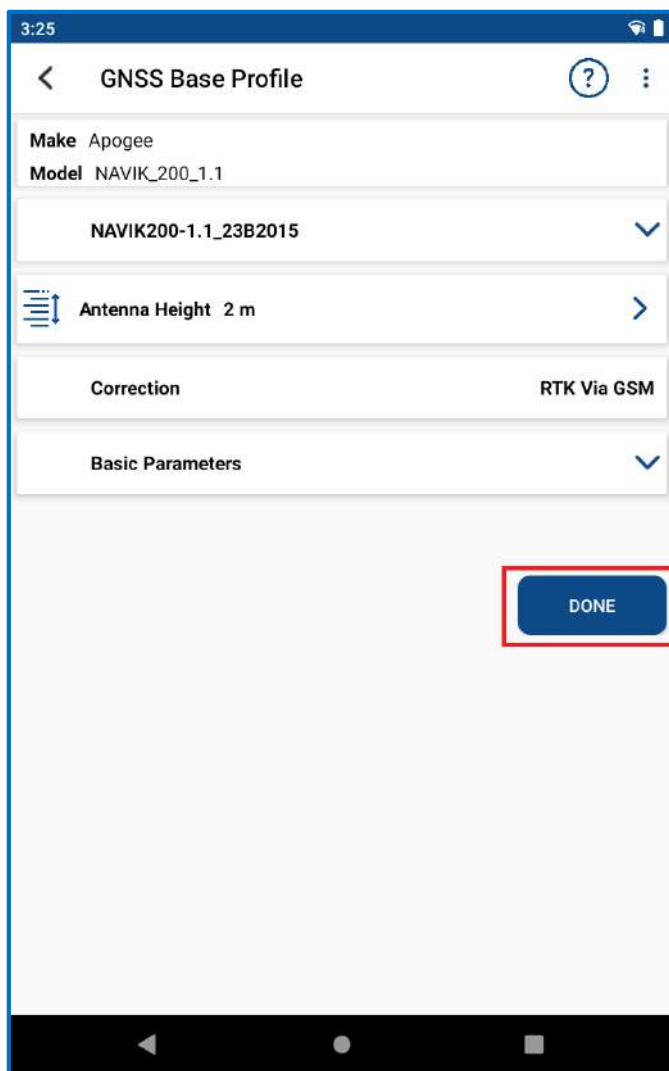 3:25
GNSS Base Profile ?
Make Apogee
Model NAVIK_200_1.1
NAVIK200-1.1_23B2015
Antenna Height 2 m
Correction RTK Via GSM
Basic Parameters
DONE